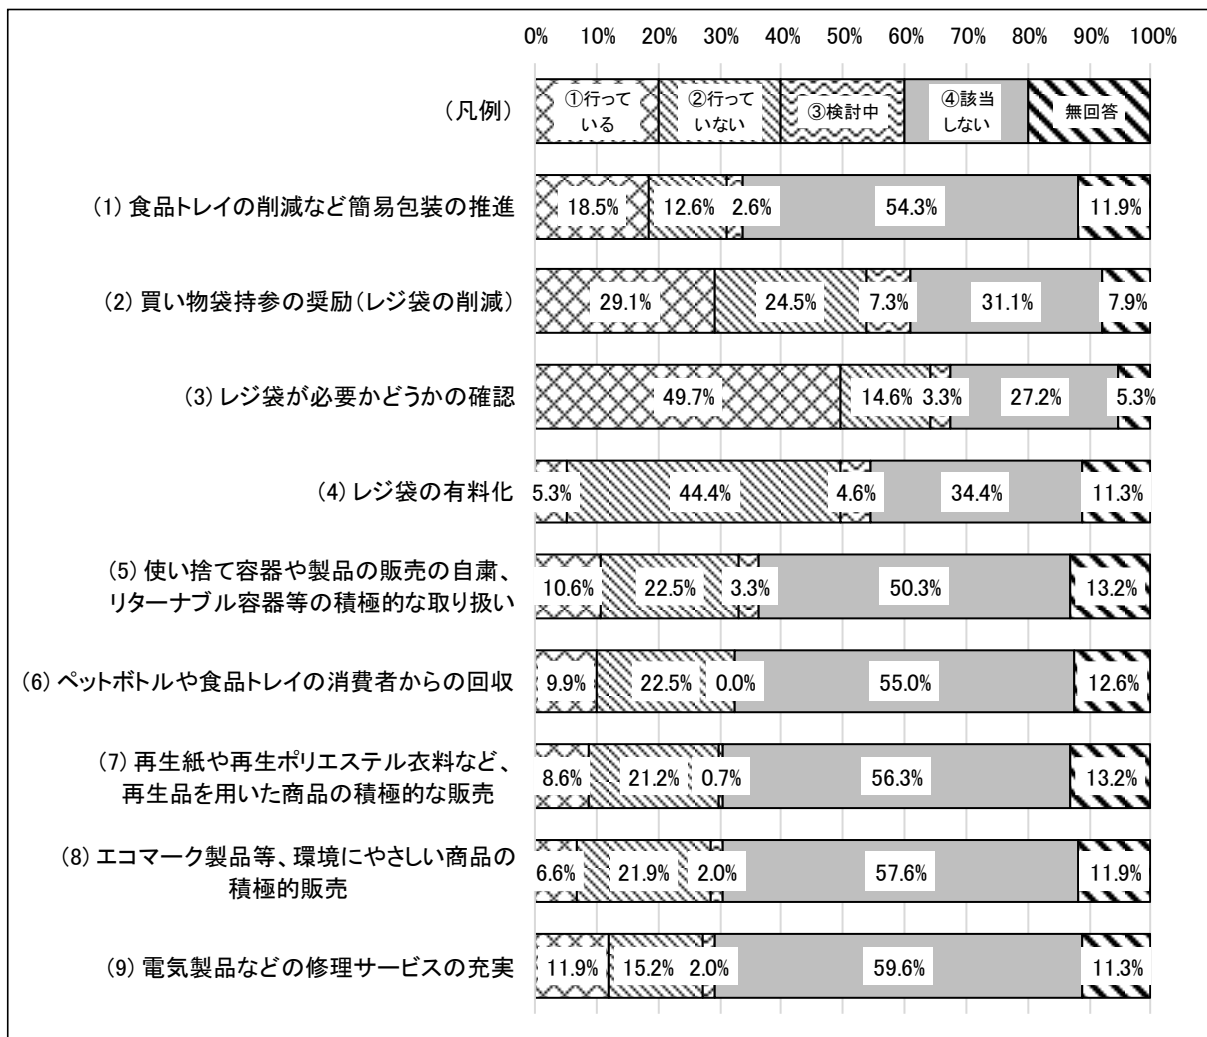 0% 10% 20% 30% 40% 50% 60% 70% 80% 90% 100%
(凡例)
①行って
いる
②行って
いない
③検討中
④該当
しない
無回答
(1) 食品トレイの削減など簡易包装の推進
18.5% 12.6% 2.6% 54.3% 11.9%
(2) 買い物袋持参の奨励(レジ袋の削減)
29.1% 24.5% 7.3% 31.1% 7.9%
(3) レジ袋が必要かどうかの確認
49.7% 14.6% 3.3% 27.2% 5.3%
(4) レジ袋の有料化
5.3% 44.4% 4.6% 34.4% 11.3%
(5) 使い捨て容器や製品の販売の自粛、
リターナブル容器等の積極的な取り扱い
10.6% 22.5% 3.3% 50.3% 13.2%
(6) ペットボトルや食品トレイの消費者からの回収
9.9% 22.5% 0.0% 55.0% 12.6%
(7) 再生紙や再生ポリエステル衣料など、
再生品を用いた商品の積極的な販売
8.6% 21.2% 0.7% 56.3% 13.2%
(8) エコマーク製品等、環境にやさしい商品の
積極的販売
6.6% 21.9% 2.0% 57.6% 11.9%
(9) 電気製品などの修理サービスの充実
11.9% 15.2% 2.0% 59.6% 11.3%